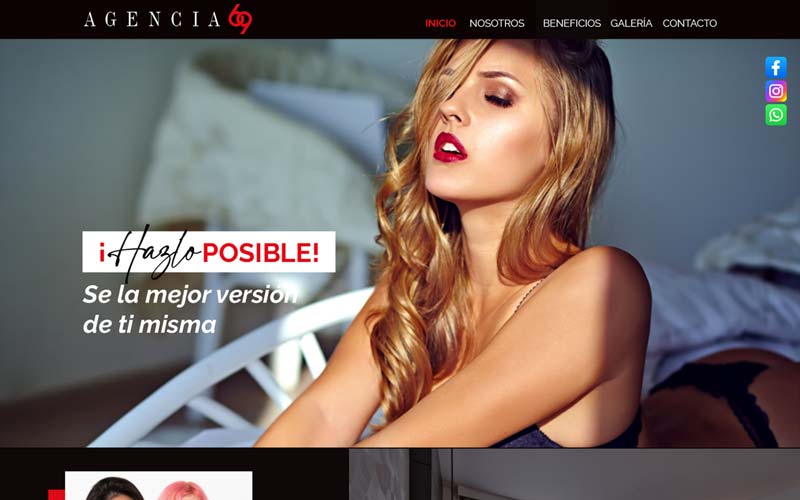 AGENCIA 69
INICIO NOSOTROS BENEFICIOS GALERÍA CONTACTO
¡Hazlo POSIBLE!
Se la mejor versión
de ti misma